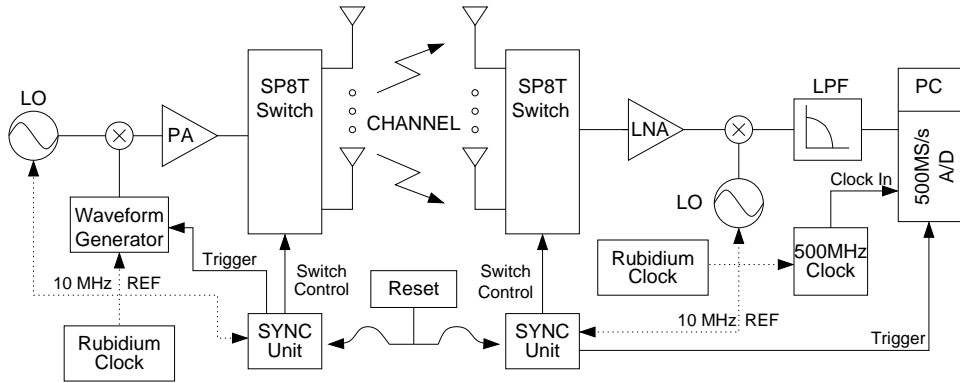 LO
PA
SP8T
Switch
CHANNEL
SP8T
Switch
LNA
LPF
PC
500MS/s
A/D
LO
Clock In
Waveform
Generator
Trigger
Switch
Control
Reset
Switch
Control
Rubidium
Clock
500MHz
Clock
10 MHz REF
Rubidium
Clock
SYNC
Unit
SYNC
Unit
10 MHz REF
Trigger